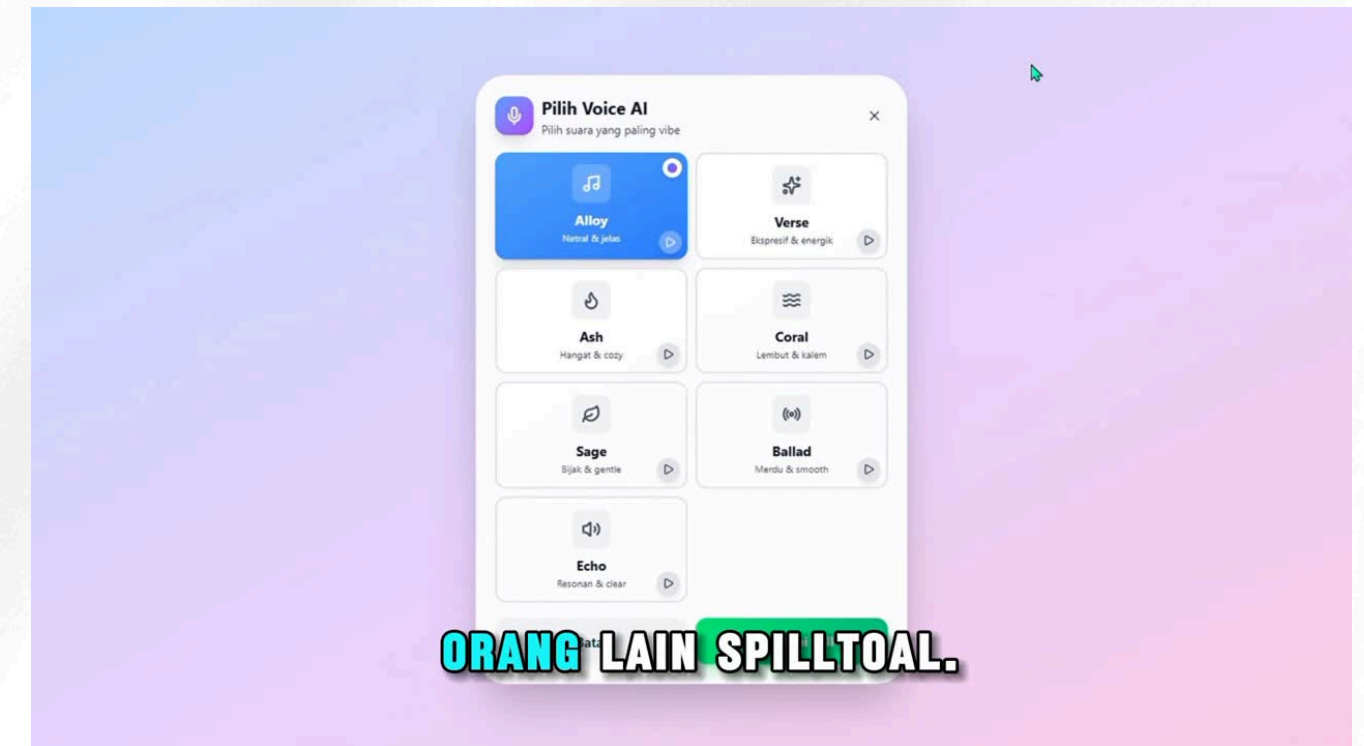 Pilih Voice AI
Pilih suara yang paling vibe
Alloy
Netral & jelas
Verse
Ekspresif & energik
Ash
Hangat & cozy
Coral
Lembut & kalem
Sage
Bijak & gentle
Ballad
Merdu & smooth
Echo
Resonan & clear
ORANG LAIN SPILLTOAL.